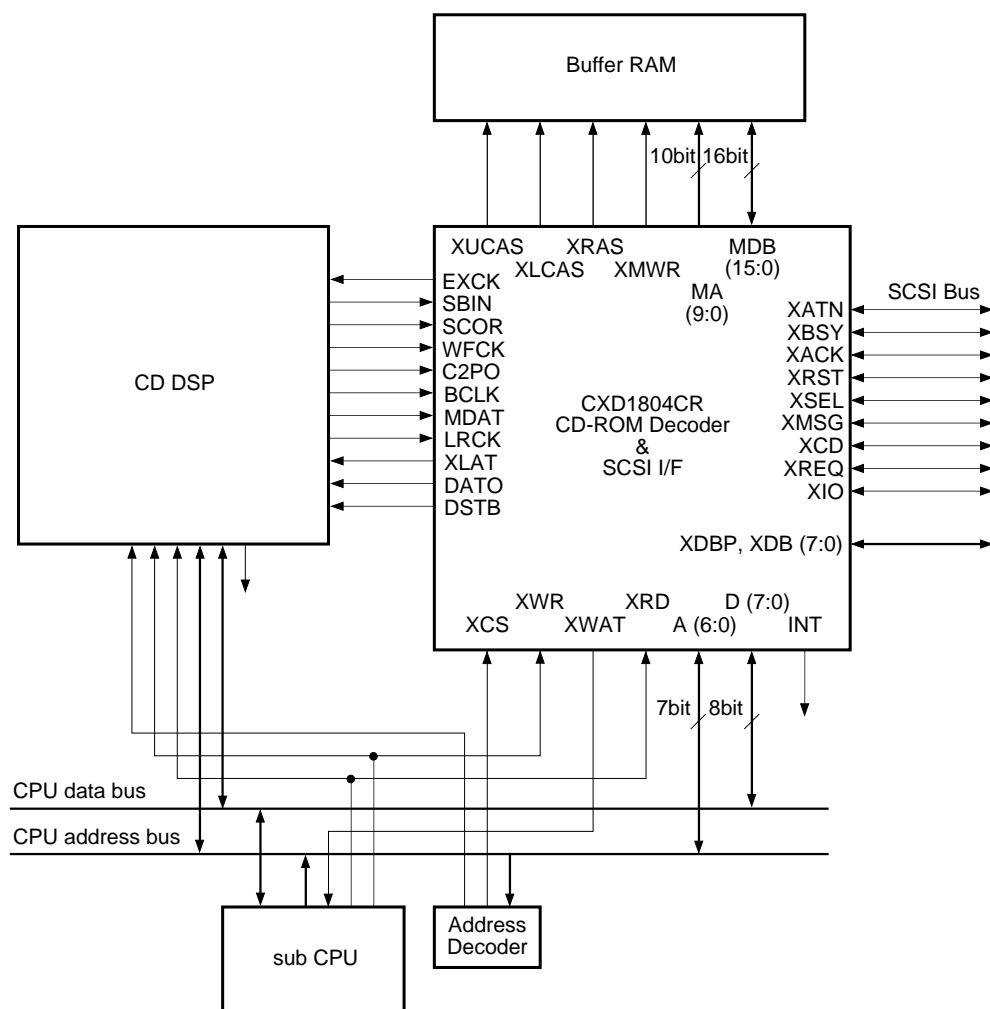 Buffer RAM
10bit 16bit
XUCAS XRAS MDB
(15:0)
XLCAS XMWR
MA
(9:0)
EXCK
SBIN
SCOR
WFCK
C2PO
BCLK
MDAT
LRCK
XLAT
DATO
DSTB
CD DSP
CXD1804CR
CD-ROM Decoder
&
SCSI I/F
SCSI Bus
XATN
XBSY
XACK
XRST
XSEL
XMSG
XCD
XREQ
XIO
XDBP, XDB (7:0)
XWR XRD D (7:0)
XCS XWAT A (6:0) INT
7bit 8bit
CPU data bus
CPU address bus
sub CPU
Address
Decoder